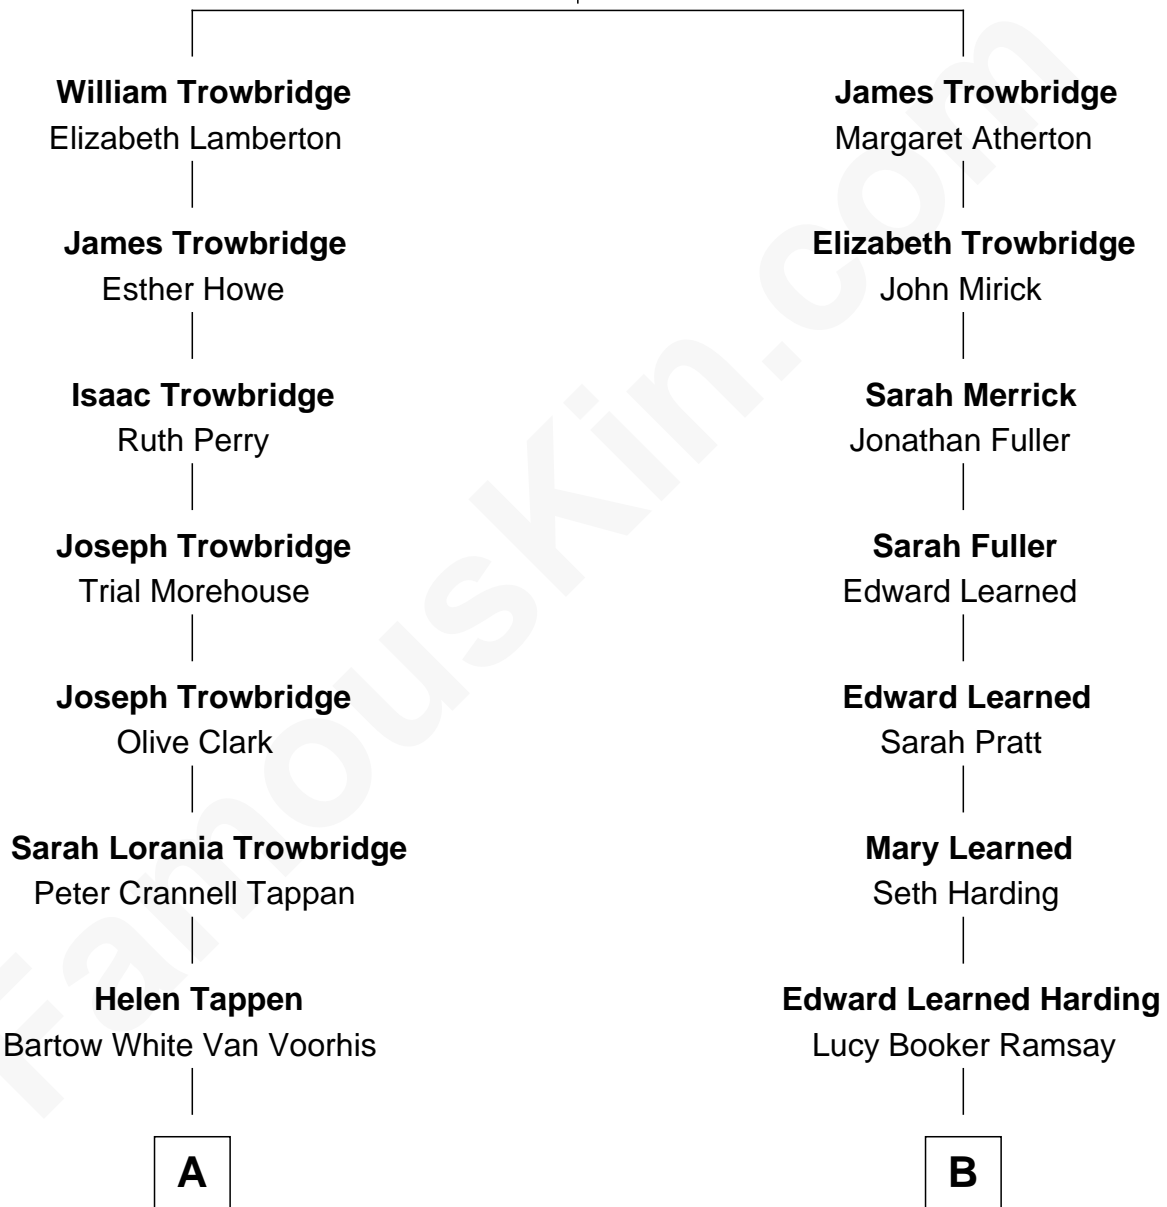 William Trowbridge
Elizabeth Lamberton
James Trowbridge
Esther Howe
Isaac Trowbridge
Ruth Perry
Joseph Trowbridge
Trial Morehouse
Joseph Trowbridge
Olive Clark
Sarah Lorania Trowbridge
Peter Crannell Tappan
Helen Tappen
Bartow White Van Voorhis
A
James Trowbridge
Margaret Atherton
Elizabeth Trowbridge
John Mirick
Sarah Merrick
Jonathan Fuller
Sarah Fuller
Edward Learned
Edward Learned
Sarah Pratt
Mary Learned
Seth Harding
Edward Learned Harding
Lucy Booker Ramsay
B
FamousKin.com